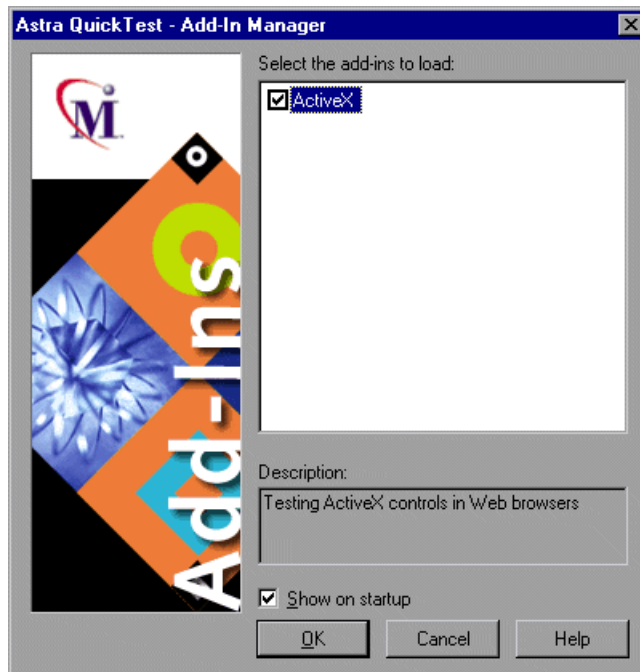 Astra QuickTest - Add-In Manager
M
Add-Ins
Select the add-ins to load:
ActiveX
Description:
Testing ActiveX controls in Web browsers
Show on startup
OK
Cancel
Help